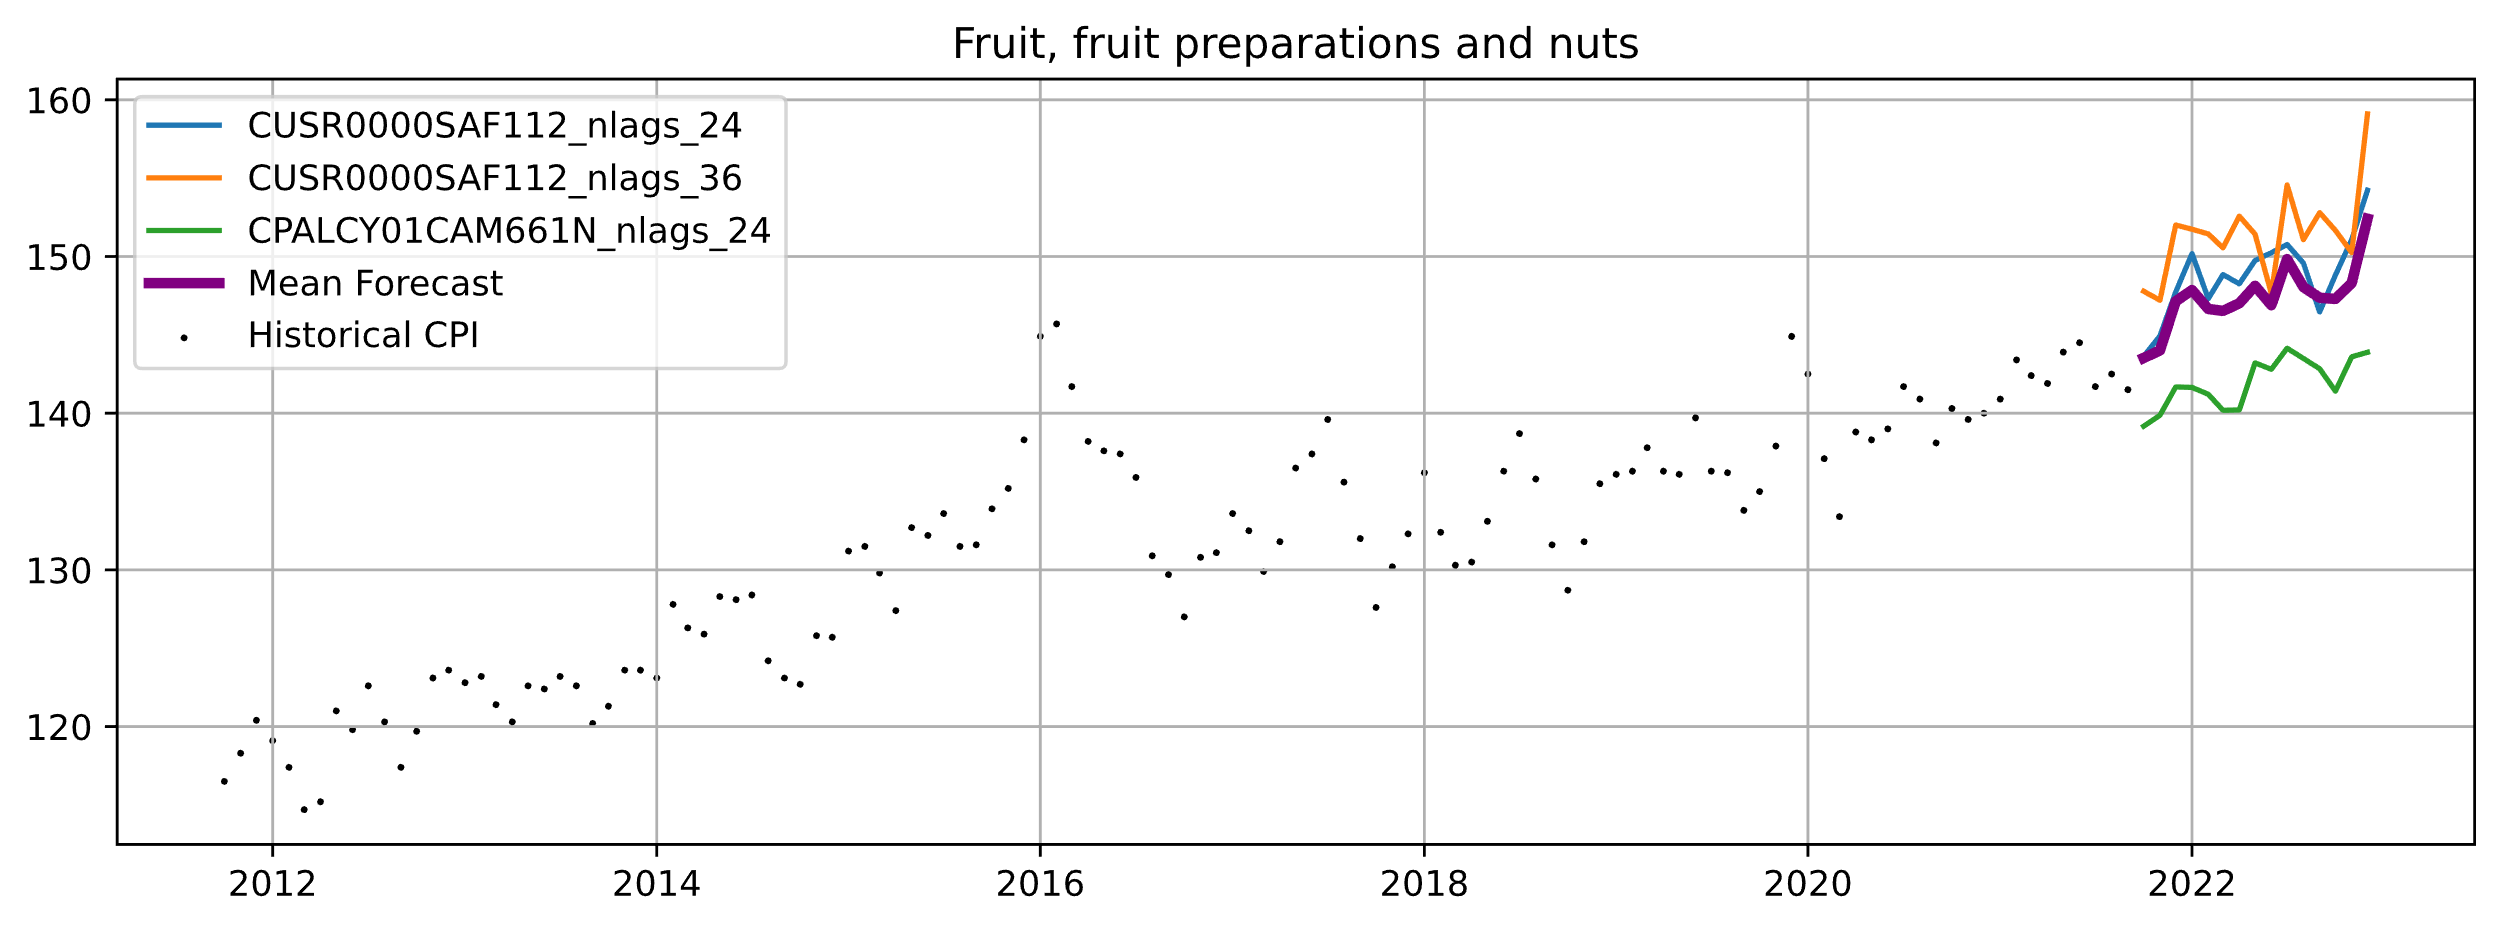 Fruit, fruit preparations and nuts
160
150
140
130
120
CUSR0000SAF112_nlags_24
CUSR0000SAF112_nlags_36
CPALCY01CAM661N_nlags_24
Mean Forecast
Historical CPI
2012 2014 2016 2018 2020 2022